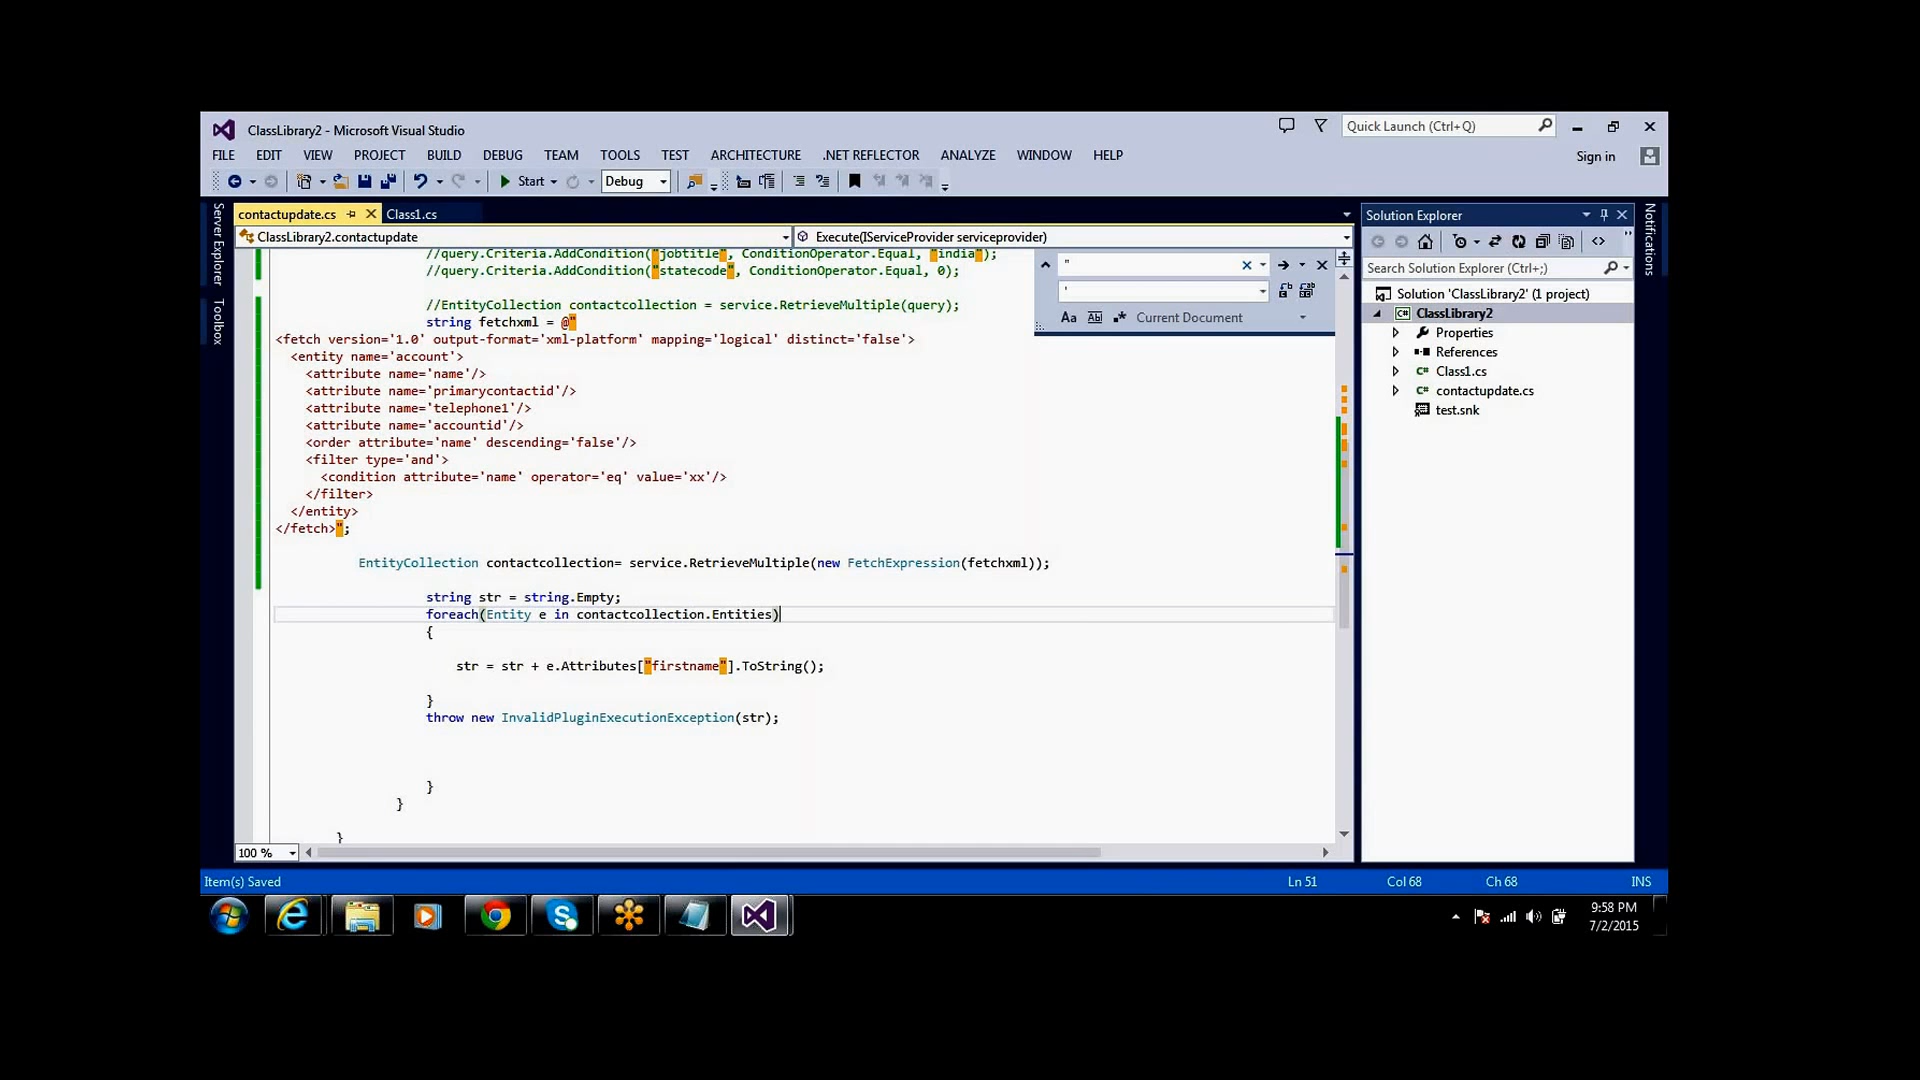 ClassLibrary2 - Microsoft Visual Studio
Quick Launch (Ctrl+Q)
FILE EDIT VIEW PROJECT BUILD DEBUG TEAM TOOLS TEST ARCHITECTURE .NET REFLECTOR ANALYZE WINDOW HELP
Sign in
Start Debug
Server Explorer
Toolbox
contactupdate.cs Class1.cs
ClassLibrary2.contactupdate Execute(IServiceProvider serviceprovider)
//query.Criteria.AddCondition("jobtitle", ConditionOperator.Equal, "india");
//query.Criteria.AddCondition("statecode", ConditionOperator.Equal, 0);
//EntityCollection contactcollection = service.RetrieveMultiple(query);
string fetchxml = @"
<fetch version='1.0' output-format='xml-platform' mapping='logical' distinct='false'>
<entity name='account'>
<attribute name='name'/>
<attribute name='primarycontactid'/>
<attribute name='telephone1'/>
<attribute name='accountid'/>
<order attribute='name' descending='false'/>
<filter type='and'>
<condition attribute='name' operator='eq' value='xx'/>
</filter>
</entity>
</fetch>";
EntityCollection contactcollection= service.RetrieveMultiple(new FetchExpression(fetchxml));
string str = string.Empty;
foreach(Entity e in contactcollection.Entities)
{
str = str + e.Attributes["firstname"].ToString();
}
throw new InvalidPluginExecutionException(str);
}
}
}
"
'
Aa Ab Current Document
100 %
Solution Explorer
Search Solution Explorer (Ctrl+;)
Solution 'ClassLibrary2' (1 project)
C# ClassLibrary2
Properties
References
C# Class1.cs
C# contactupdate.cs
test.snk
Notifications
Item(s) Saved Ln 51 Col 68 Ch 68 INS
9:58 PM
7/2/2015